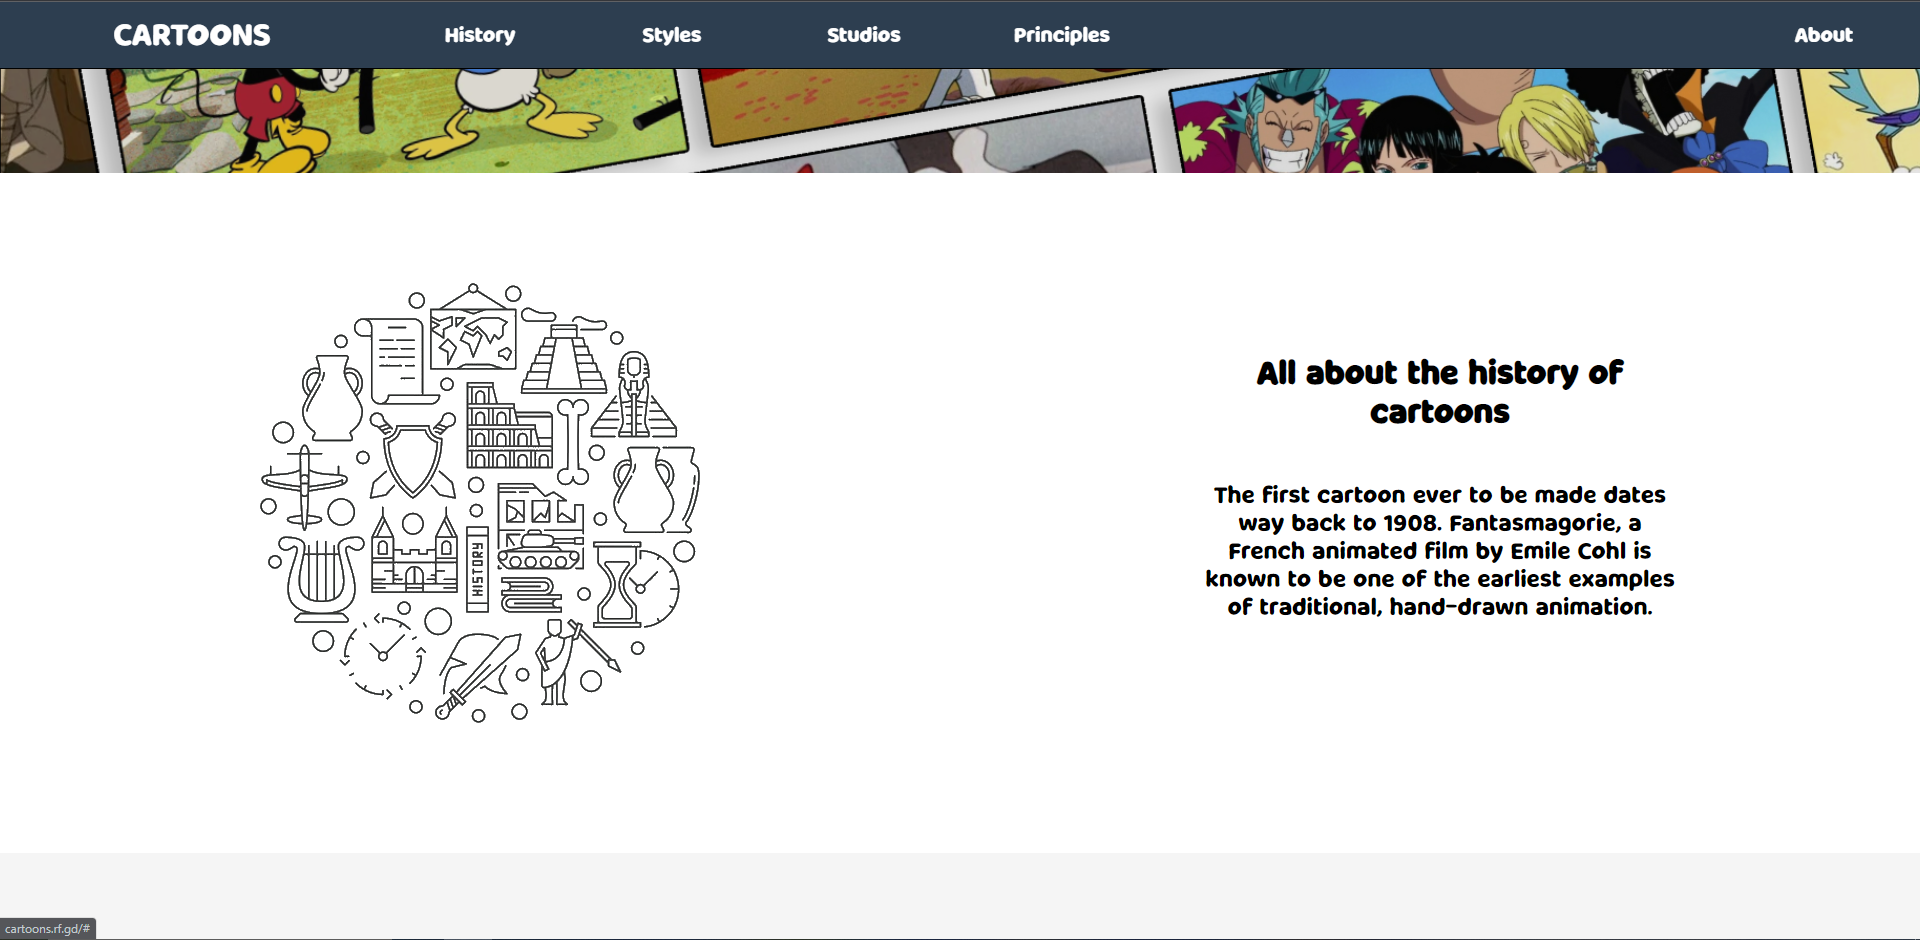 CARTOONS
History
Styles
Studios
Principles
About
HISTORY
All about the history of
cartoons
The first cartoon ever to be made dates
way back to 1908. Fantasmagorie, a
French animated film by Emile Cohl is
known to be one of the earliest examples
of traditional, hand-drawn animation.
cartoons.rf.gd/#